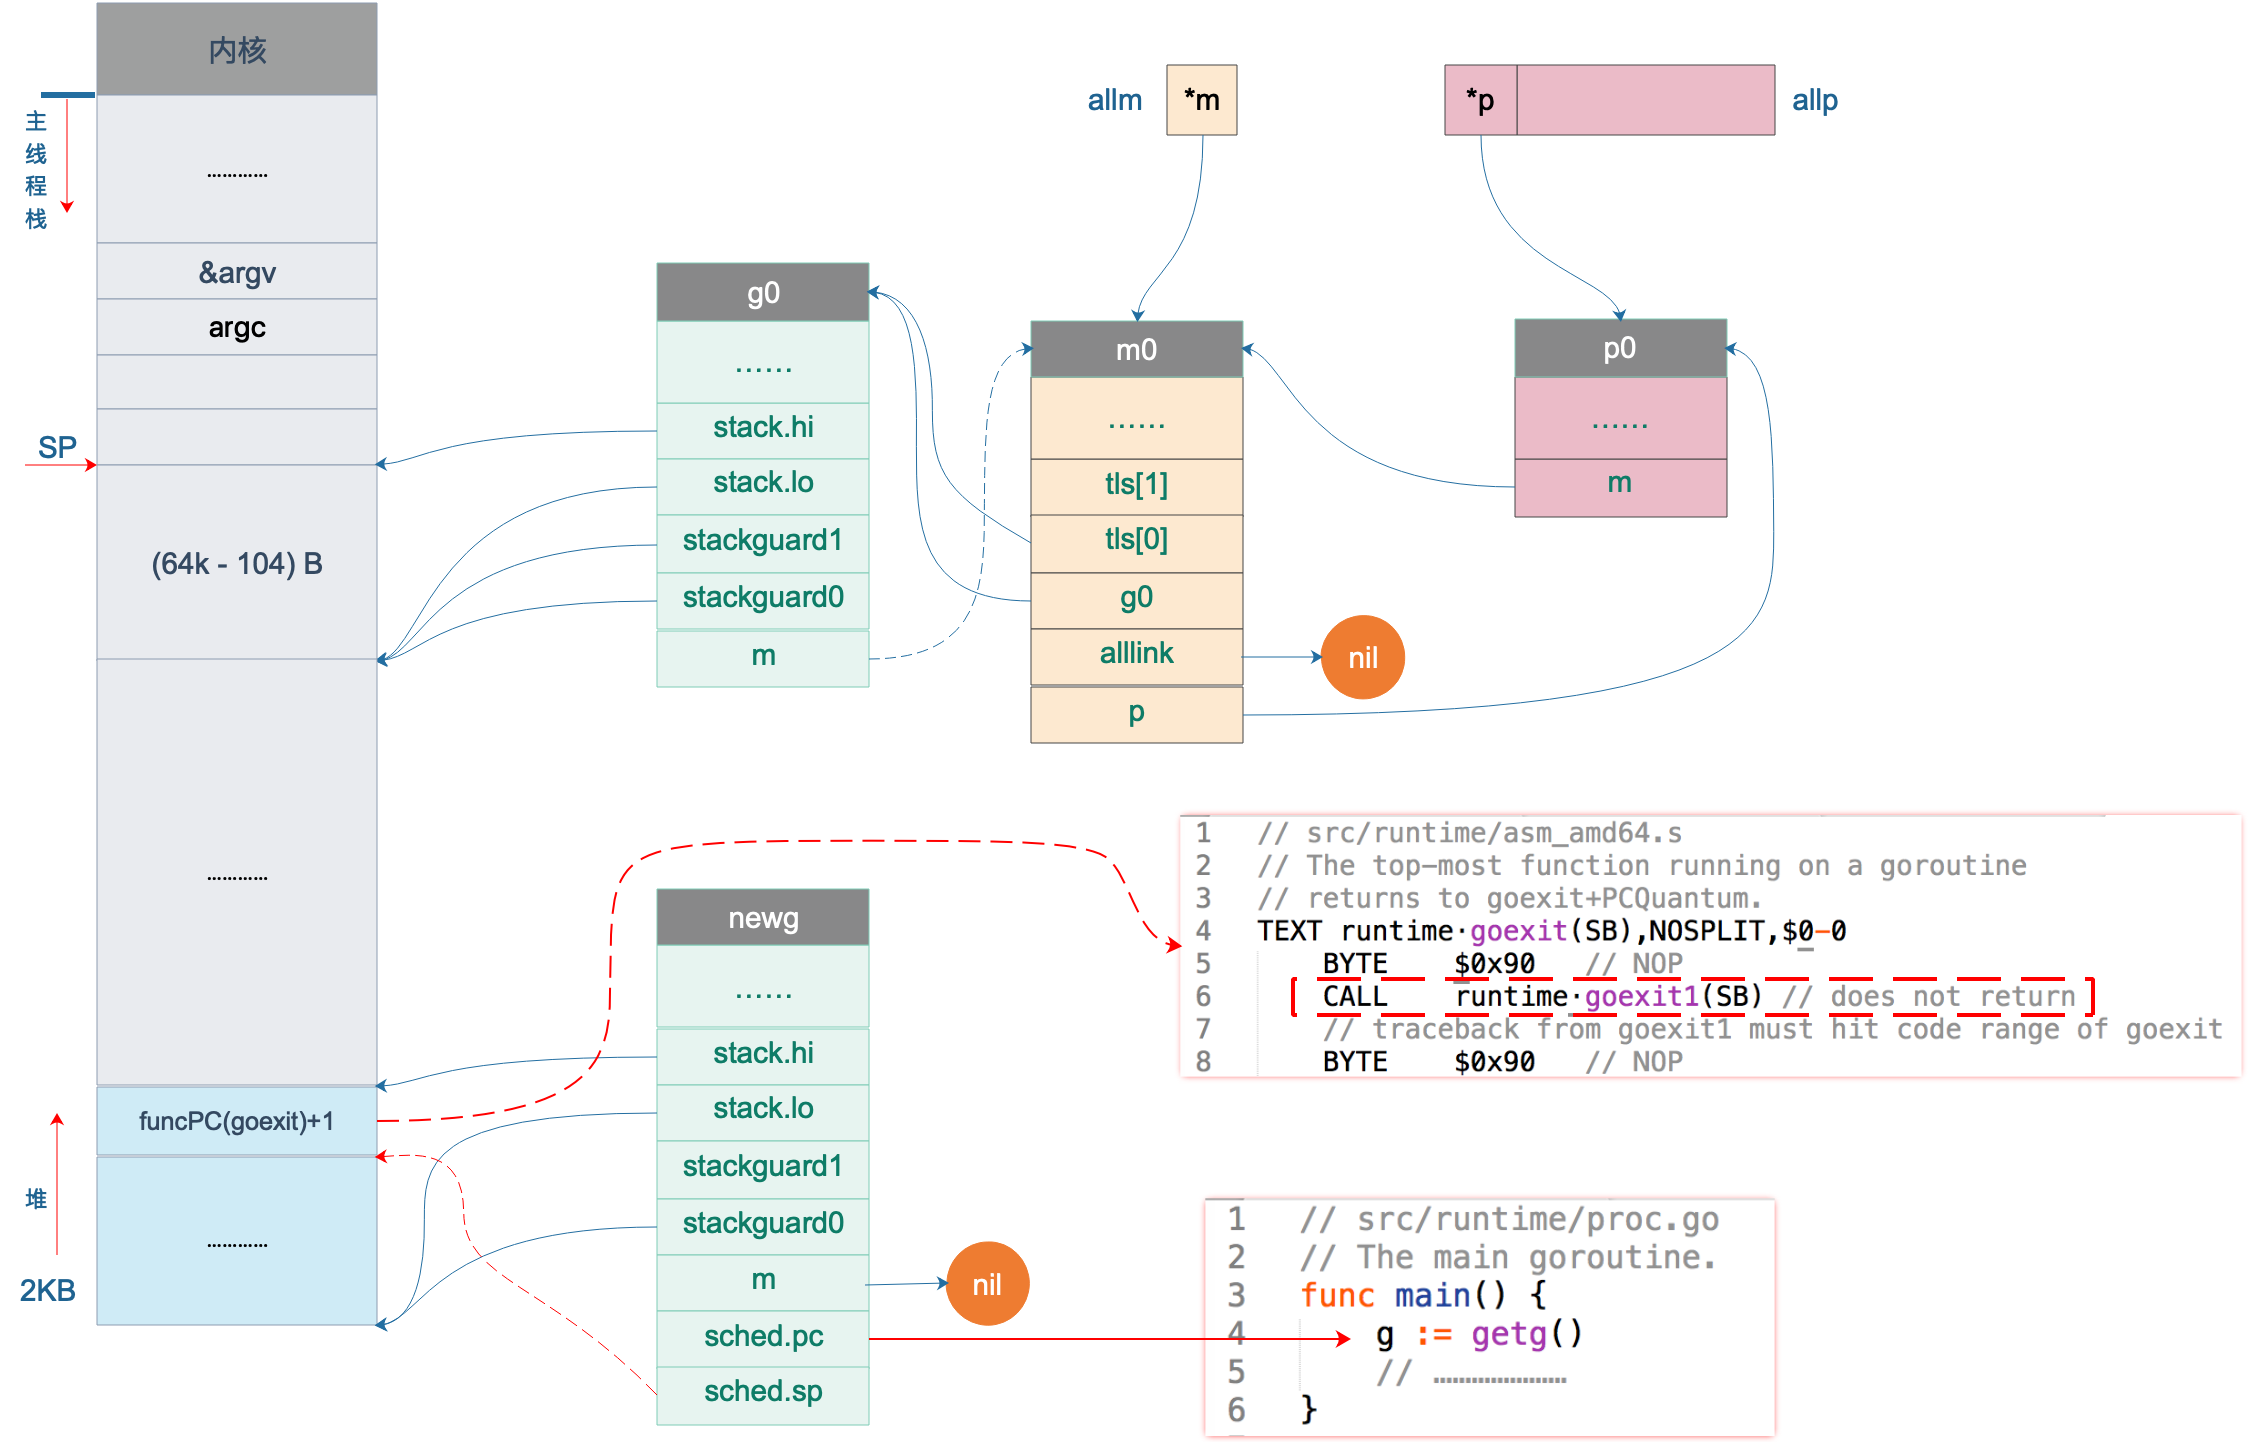 内核
主线程栈
…………
&argv
argc
SP
(64k - 104) B
…………
funcPC(goexit)+1
堆
…………
2KB
allm
*m
*p
allp
g0
……
stack.hi
stack.lo
stackguard1
stackguard0
m
m0
……
tls[1]
tls[0]
g0
alllink
p
nil
p0
……
m
newg
……
stack.hi
stack.lo
stackguard1
stackguard0
m
sched.pc
sched.sp
nil
1 // src/runtime/asm_amd64.s
2 // The top-most function running on a goroutine
3 // returns to goexit+PCQuantum.
4 TEXT runtime·goexit(SB),NOSPLIT,$0-0
5 BYTE $0x90 // NOP
6 CALL runtime·goexit1(SB) // does not return
7 // traceback from goexit1 must hit code range of goexit
8 BYTE $0x90 // NOP
1 // src/runtime/proc.go
2 // The main goroutine.
3 func main() {
4 g := getg()
5 // …………………
6 }